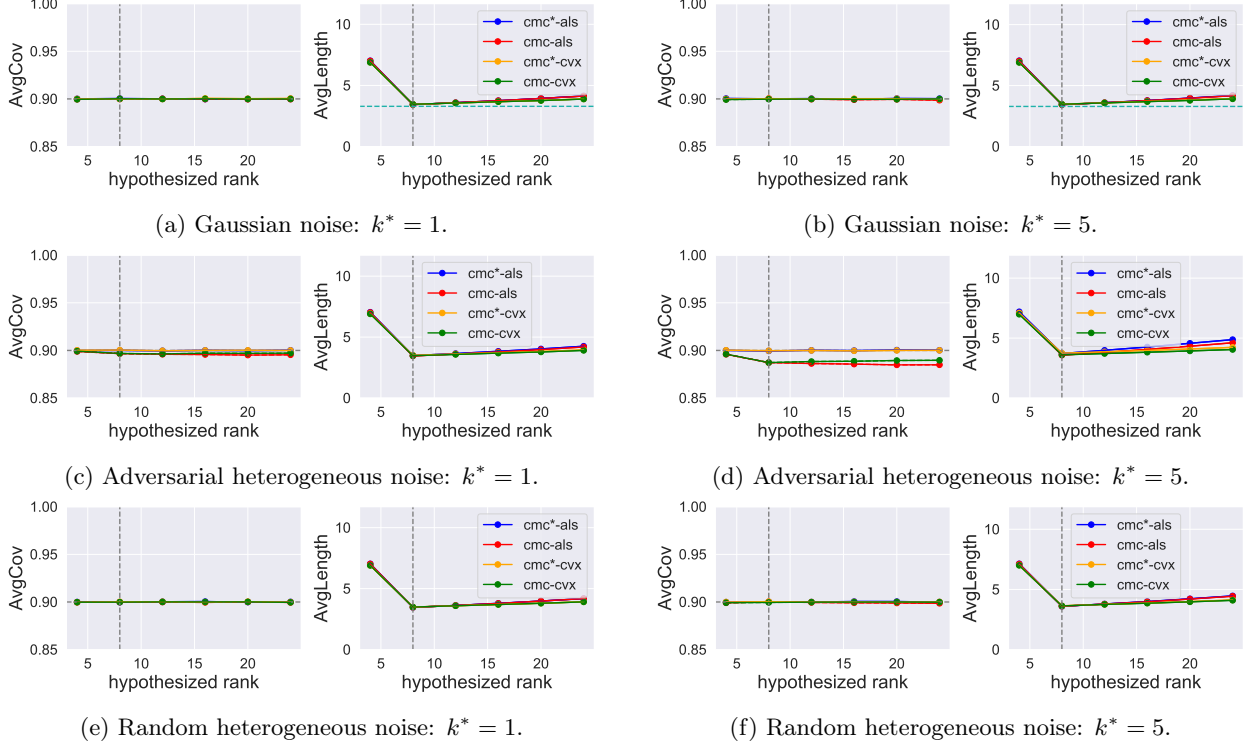 AvgCov
1.00
0.95
0.90
0.85
5 10 15 20
hypothesized rank
AvgLength
10
5
0
5 10 15 20
hypothesized rank
cmc*-als
cmc-als
cmc*-cvx
cmc-cvx
(a) Gaussian noise: k* = 1.
AvgCov
1.00
0.95
0.90
0.85
5 10 15 20
hypothesized rank
AvgLength
10
5
0
5 10 15 20
hypothesized rank
cmc*-als
cmc-als
cmc*-cvx
cmc-cvx
(b) Gaussian noise: k* = 5.
AvgCov
1.00
0.95
0.90
0.85
5 10 15 20
hypothesized rank
AvgLength
10
5
0
5 10 15 20
hypothesized rank
cmc*-als
cmc-als
cmc*-cvx
cmc-cvx
(c) Adversarial heterogeneous noise: k* = 1.
AvgCov
1.00
0.95
0.90
0.85
5 10 15 20
hypothesized rank
AvgLength
10
5
0
5 10 15 20
hypothesized rank
cmc*-als
cmc-als
cmc*-cvx
cmc-cvx
(d) Adversarial heterogeneous noise: k* = 5.
AvgCov
1.00
0.95
0.90
0.85
5 10 15 20
hypothesized rank
AvgLength
10
5
0
5 10 15 20
hypothesized rank
cmc*-als
cmc-als
cmc*-cvx
cmc-cvx
(e) Random heterogeneous noise: k* = 1.
AvgCov
1.00
0.95
0.90
0.85
5 10 15 20
hypothesized rank
AvgLength
10
5
0
5 10 15 20
hypothesized rank
cmc*-als
cmc-als
cmc*-cvx
cmc-cvx
(f) Random heterogeneous noise: k* = 5.